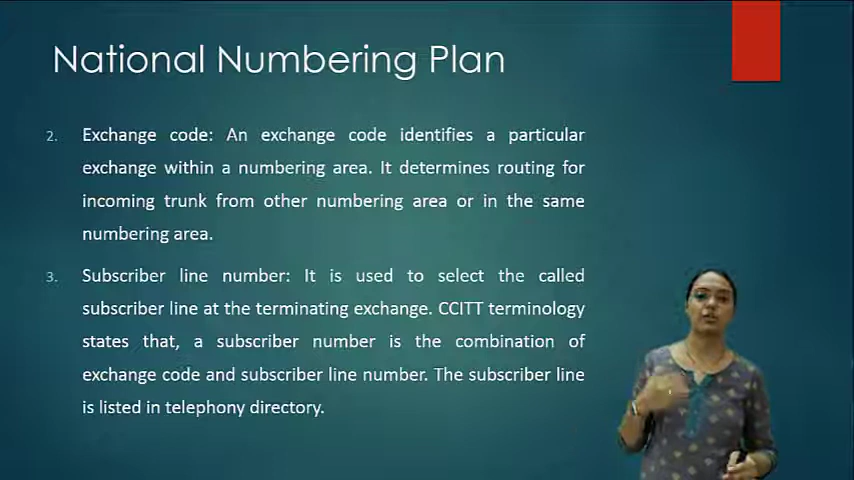 National Numbering Plan
2. Exchange code: An exchange code identifies a particular
exchange within a numbering area. It determines routing for
incoming trunk from other numbering area or in the same
numbering area.
3. Subscriber line number: It is used to select the called
subscriber line at the terminating exchange. CCITT terminology
states that, a subscriber number is the combination of
exchange code and subscriber line number. The subscriber line
is listed in telephony directory.